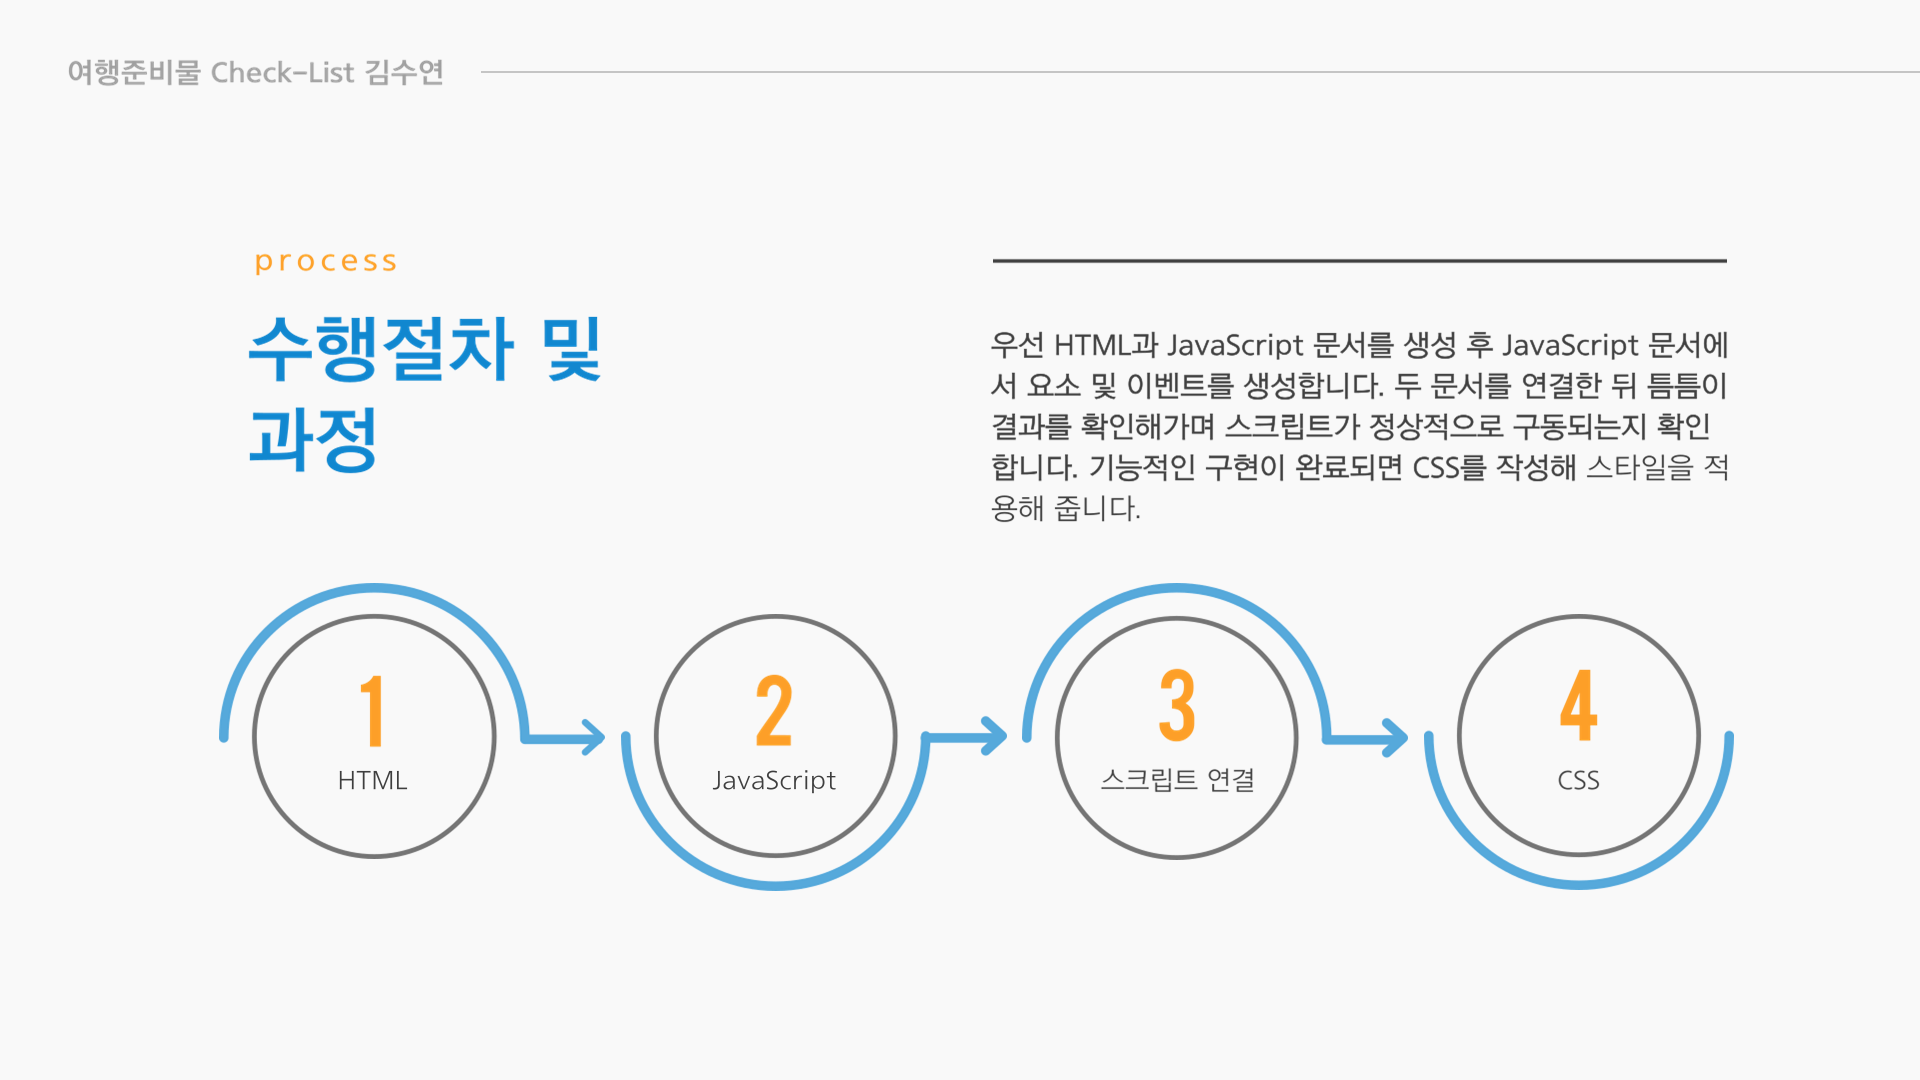 여행준비물 Check-List 김수연
process
수행절차 및
과정
우선 HTML과 JavaScript 문서를 생성 후 JavaScript 문서에
서 요소 및 이벤트를 생성합니다. 두 문서를 연결한 뒤 틈틈이
결과를 확인해가며 스크립트가 정상적으로 구동되는지 확인
합니다. 기능적인 구현이 완료되면 CSS를 작성해 스타일을 적
용해 줍니다.
1
HTML
2
JavaScript
3
스크립트 연결
4
CSS